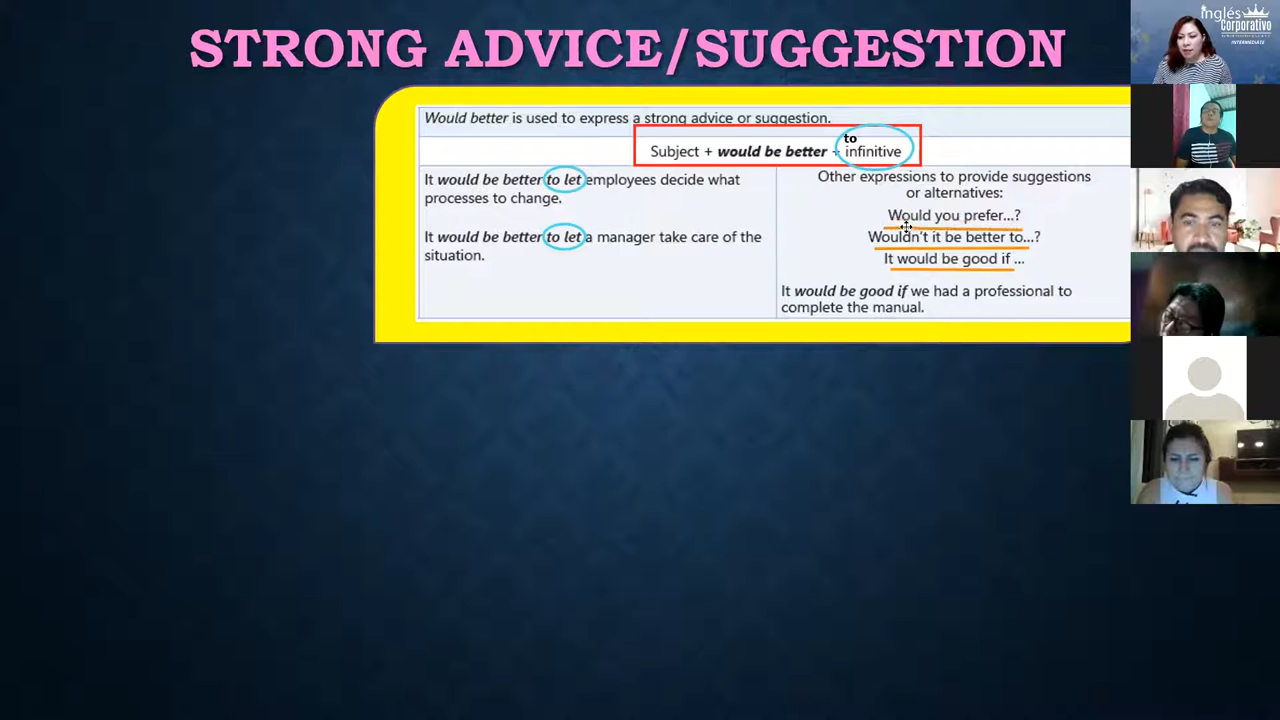 STRONG ADVICE/SUGGESTION
Would better is used to express a strong advice or suggestion.
to
Subject + would be better + infinitive
It would be better to let employees decide what
processes to change.
It would be better to let a manager take care of the
situation.
Other expressions to provide suggestions
or alternatives:
Would you prefer...?
Wouldn't it be better to...?
It would be good if ...
It would be good if we had a professional to
complete the manual.
inglés
Corporativo
INTERMEDIATE